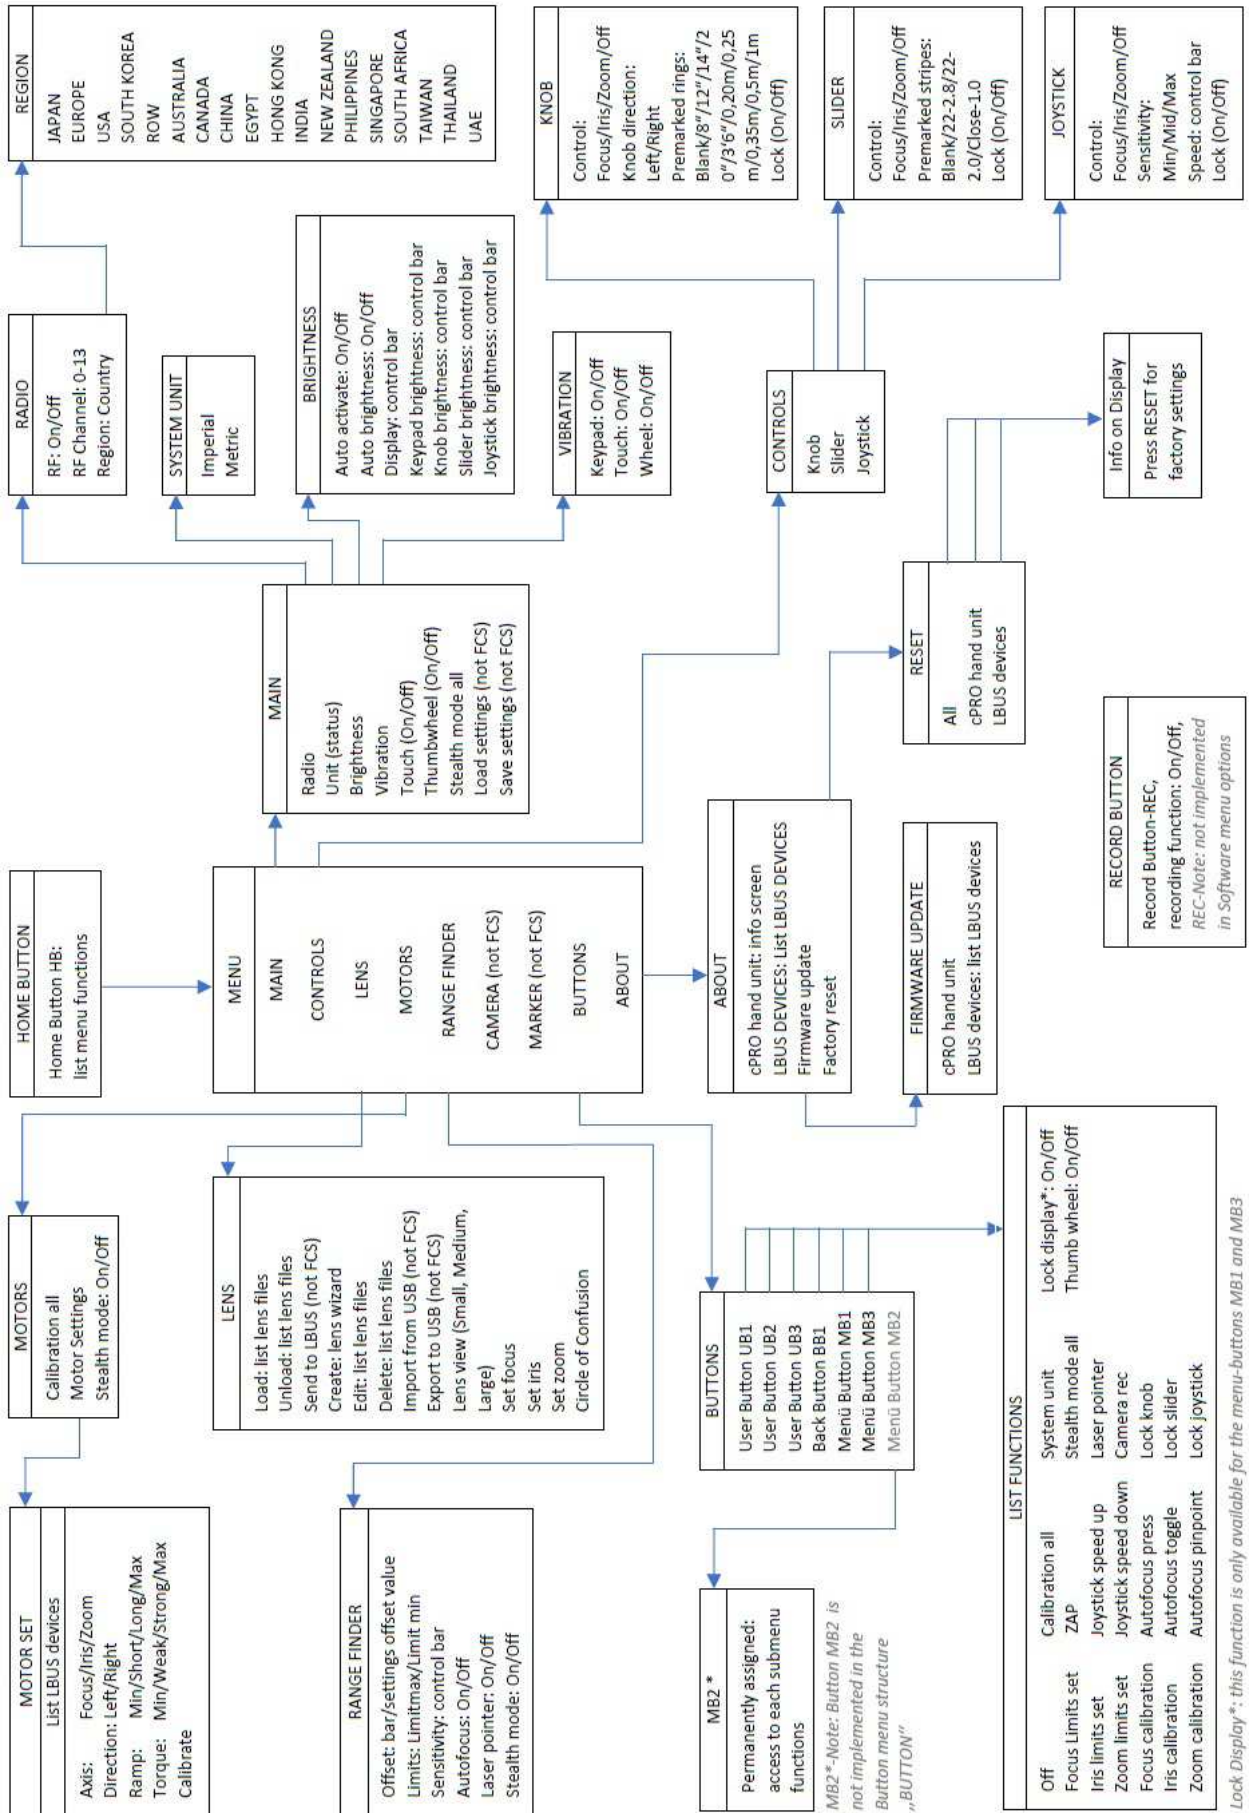 MOTOR SET
List LBUS devices
Axis: Focus/Iris/Zoom
Direction: Left/Right
Ramp: Min/Short/Long/Max
Torque: Min/Weak/Strong/Max
Calibrate
MOTORS
Calibration all
Motor Settings
Stealth mode: On/Off
HOME BUTTON
Home Button HB:
list menu functions
RADIO
RF: On/Off
RF Channel: 0-13
Region: Country
REGION
JAPAN
EUROPE
USA
SOUTH KOREA
ROW
AUSTRALIA
CANADA
CHINA
EGYPT
HONG KONG
INDIA
NEW ZEALAND
PHILIPPINES
SINGAPORE
SOUTH AFRICA
TAIWAN
THAILAND
UAE
SYSTEM UNIT
Imperial
Metric
LENS
Load: list lens files
Unload: list lens files
Send to LBUS (not FCS)
Create: lens wizard
Edit: list lens files
Delete: list lens files
Import from USB (not FCS)
Export to USB (not FCS)
Lens view (Small, Medium,
Large)
Set focus
Set iris
Set zoom
Circle of Confusion
MENU
MAIN
CONTROLS
LENS
MOTORS
RANGE FINDER
CAMERA (not FCS)
MARKER (not FCS)
BUTTONS
ABOUT
MAIN
Radio
Unit (status)
Brightness
Vibration
Touch (On/Off)
Thumbwheel (On/Off)
Stealth mode all
Load settings (not FCS)
Save settings (not FCS)
BRIGHTNESS
Auto activate: On/Off
Auto brightness: On/Off
Display: control bar
Keypad brightness: control bar
Knob brightness: control bar
Slider brightness: control bar
Joystick brightness: control bar
RANGE FINDER
Offset: bar/settings offset value
Limits: Limitmax/Limit min
Sensitivity: control bar
Autofocus: On/Off
Laser pointer: On/Off
Stealth mode: On/Off
VIBRATION
Keypad: On/Off
Touch: On/Off
Wheel: On/Off
KNOB
Control:
Focus/Iris/Zoom/Off
Knob direction:
Left/Right
Premarked rings:
Blank/8"/12"/14"/2
0"/3'6"/0,20m/0,25
m/0,35m/0,5m/1m
Lock (On/Off)
MB2 *
Permanently assigned:
access to each submenu
functions
MB2*-Note: Button MB2 is
not implemented in the
Button menu structure
„BUTTON"
BUTTONS
User Button UB1
User Button UB2
User Button UB3
Back Button BB1
Menü Button MB1
Menü Button MB3
Menü Button MB2
ABOUT
cPRO hand unit: info screen
LBUS DEVICES: List LBUS DEVICES
Firmware update
Factory reset
CONTROLS
Knob
Slider
Joystick
SLIDER
Control:
Focus/Iris/Zoom/Off
Premarked stripes:
Blank/22-2.8/22-
2.0/Close-1.0
Lock (On/Off)
FIRMWARE UPDATE
cPRO hand unit
LBUS devices: list LBUS devices
RESET
All
cPRO hand unit
LBUS devices
LIST FUNCTIONS
Off Calibration all System unit Lock display*: On/Off
Focus Limits set ZAP Stealth mode all Thumb wheel: On/Off
Iris limits set Joystick speed up Laser pointer
Zoom limits set Joystick speed down Camera rec
Focus calibration Autofocus press Lock knob
Iris calibration Autofocus toggle Lock slider
Zoom calibration Autofocus pinpoint Lock joystick
Lock Display*: this function is only available for the menu-buttons MB1 and MB3
RECORD BUTTON
Record Button-REC,
recording function: On/Off,
REC-Note: not implemented
in Software menu options
Info on Display
Press RESET for
factory settings
JOYSTICK
Control:
Focus/Iris/Zoom/Off
Sensitivity:
Min/Mid/Max
Speed: control bar
Lock (On/Off)